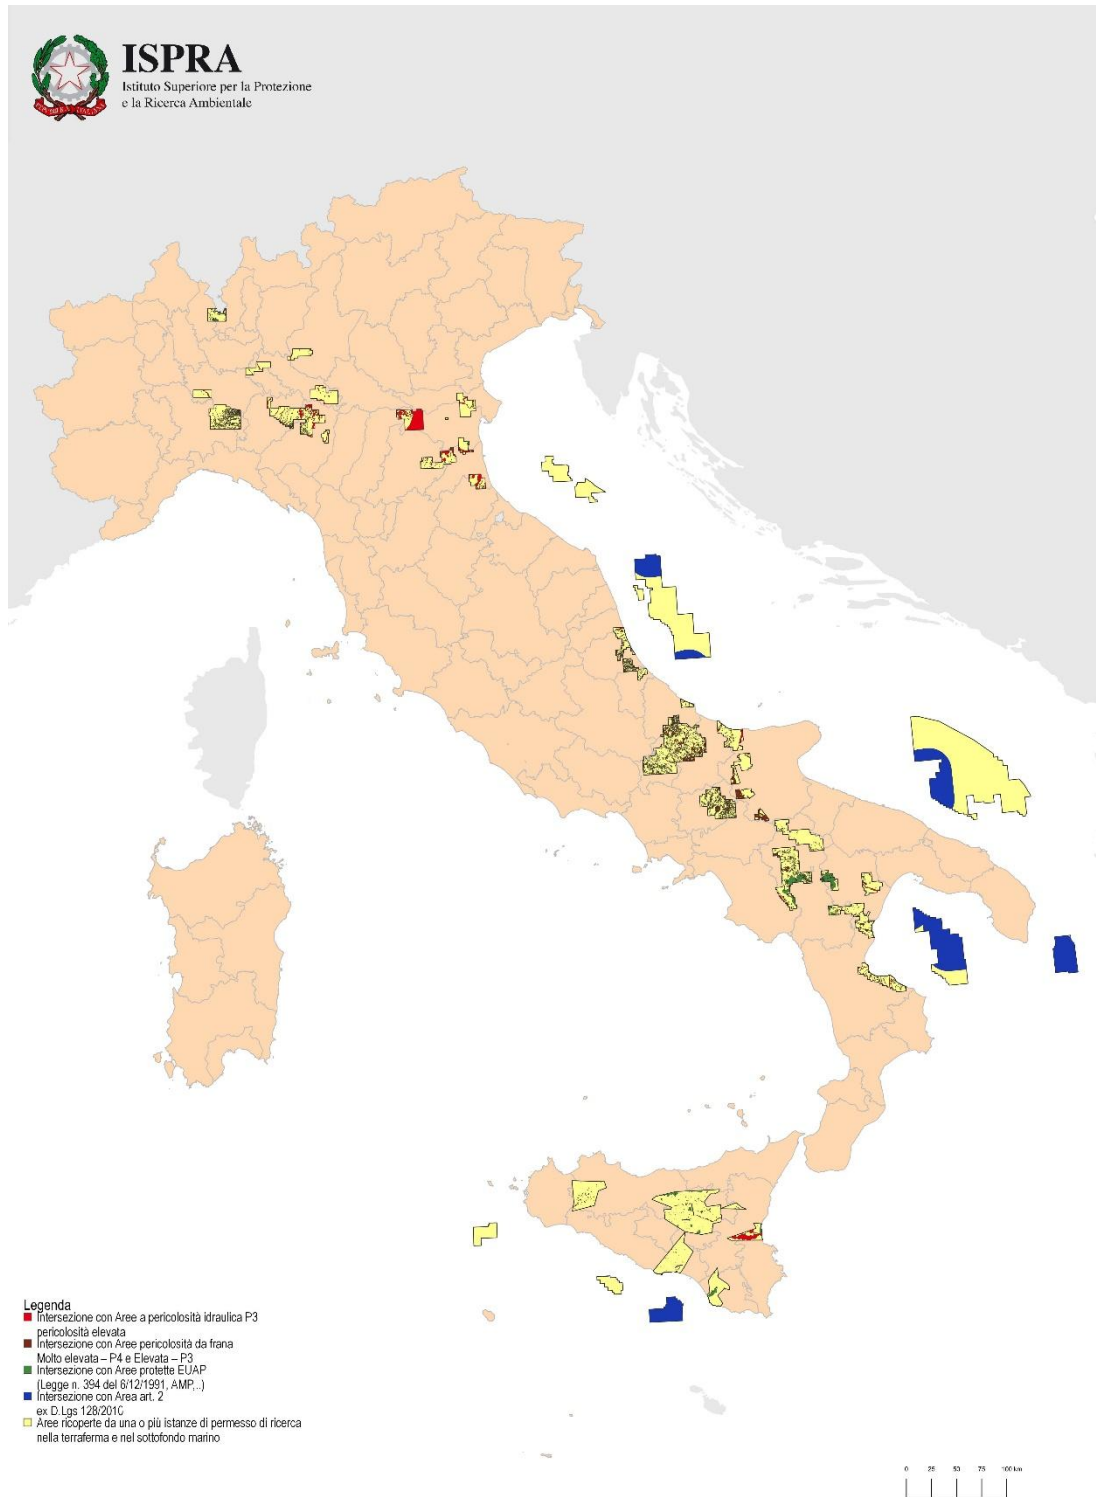 ISPRA
Istituto Superiore per la Protezione
e la Ricerca Ambientale
Legenda
Intersezione con Aree a pericolosità idraulica P3
pericolosità elevata
Intersezione con Aree pericolosità da frana
Molto elevata – P4 e Elevata – P3
Intersezione con Aree protette EUAP
(Legge n. 394 del 6/12/1991, AMP,..)
Intersezione con Area art. 2
ex D.Lgs 128/2010
Aree ricoperte da una o più istanze di permesso di ricerca
nella terraferma e nel sottofondo marino
0 25 50 75 100 km